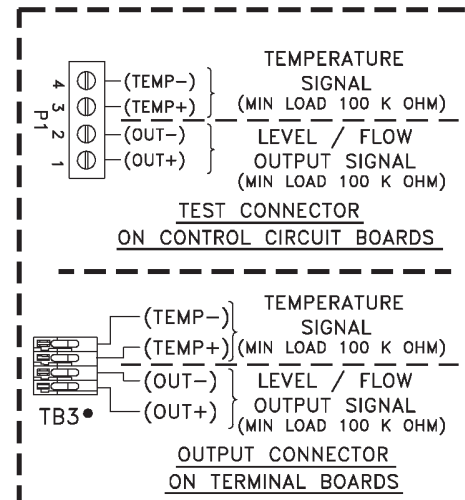 4 (TEMP-) TEMPERATURE
3 (TEMP+) SIGNAL
(MIN LOAD 100 K OHM)
P1
2 (OUT-) LEVEL / FLOW
1 (OUT+) OUTPUT SIGNAL
(MIN LOAD 100 K OHM)
TEST CONNECTOR
ON CONTROL CIRCUIT BOARDS
(TEMP-) TEMPERATURE
SIGNAL
(TEMP+) (MIN LOAD 100 K OHM)
(OUT-) LEVEL / FLOW
TB3 (OUT+) OUTPUT SIGNAL
(MIN LOAD 100 K OHM)
OUTPUT CONNECTOR
ON TERMINAL BOARDS